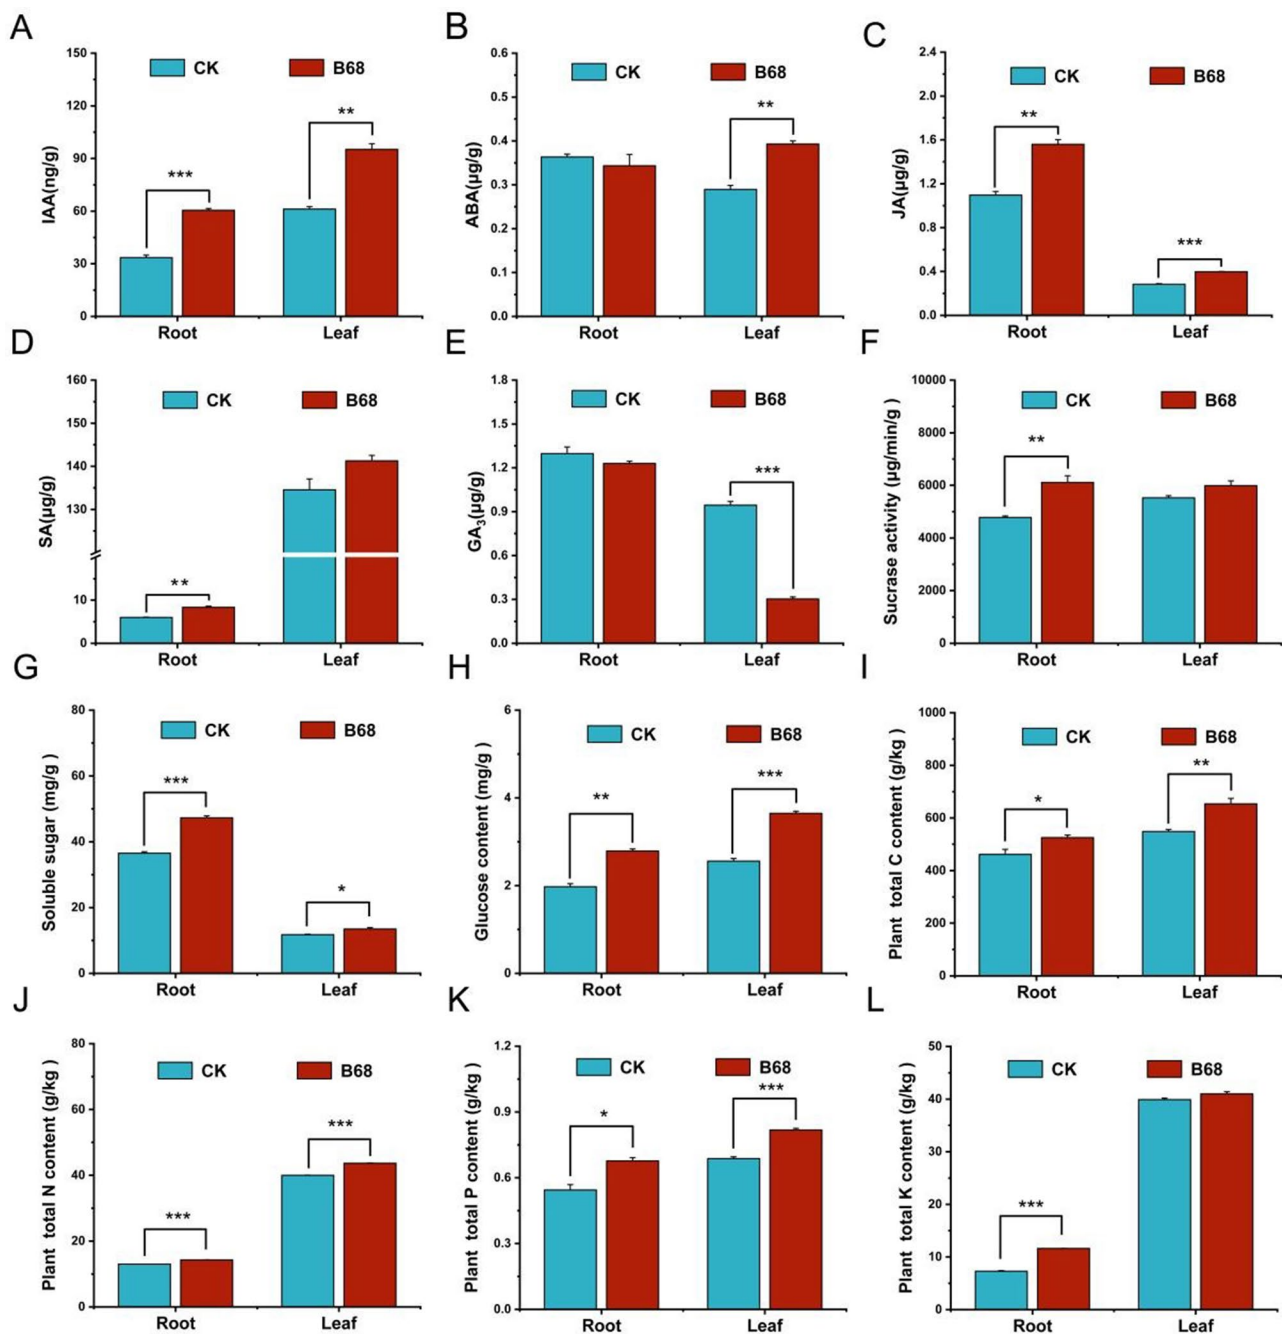 A
IAA(ng/g)
150
120
90
60
30
0
CK
B68
***
**
Root
Leaf
B
ABA(μg/g)
0.6
0.5
0.4
0.3
0.2
0.1
0.0
CK
B68
**
Root
Leaf
C
JA(μg/g)
2.4
2.0
1.6
1.2
0.8
0.4
0.0
CK
B68
**
***
Root
Leaf
D
SA(μg/g)
160
150
140
130
10
0
CK
B68
**
Root
Leaf
E
GA₃(μg/g)
1.8
1.5
1.2
0.9
0.6
0.3
0.0
CK
B68
***
Root
Leaf
F
Sucrase activity (μg/min/g )
10000
8000
6000
4000
2000
0
CK
B68
**
Root
Leaf
G
Soluble sugar (mg/g )
80
60
40
20
0
CK
B68
***
*
Root
Leaf
H
Glucose content (mg/g )
6
4
2
0
CK
B68
**
***
Root
Leaf
I
Plant total C content (g/kg )
1000
800
600
400
200
0
CK
B68
*
**
Root
Leaf
J
Plant total N content (g/kg )
80
60
40
20
0
CK
B68
***
***
Root
Leaf
K
Plant total P content (g/kg )
1.2
0.9
0.6
0.3
0.0
CK
B68
*
***
Root
Leaf
L
Plant total K content (g/kg )
50
40
30
20
10
0
CK
B68
***
Root
Leaf